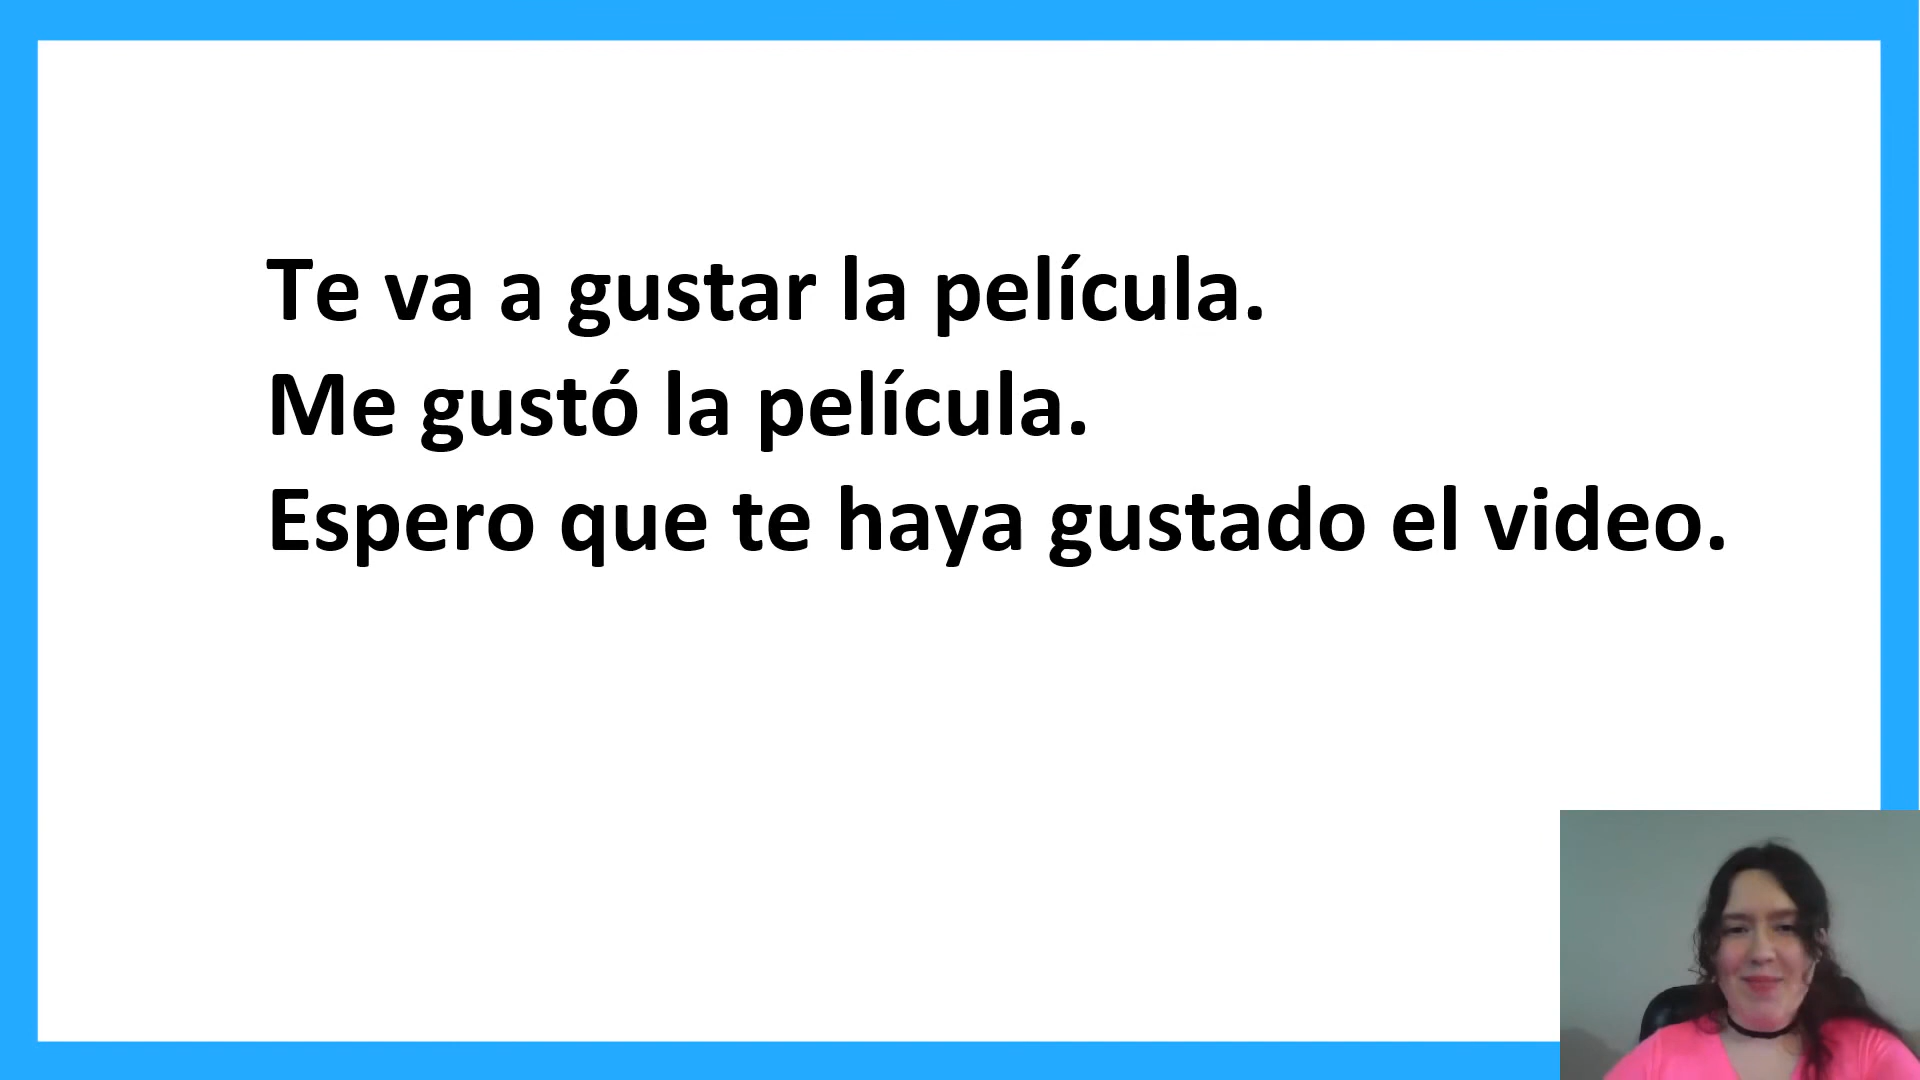 Te va a gustar la película.
Me gustó la película.
Espero que te haya gustado el video.